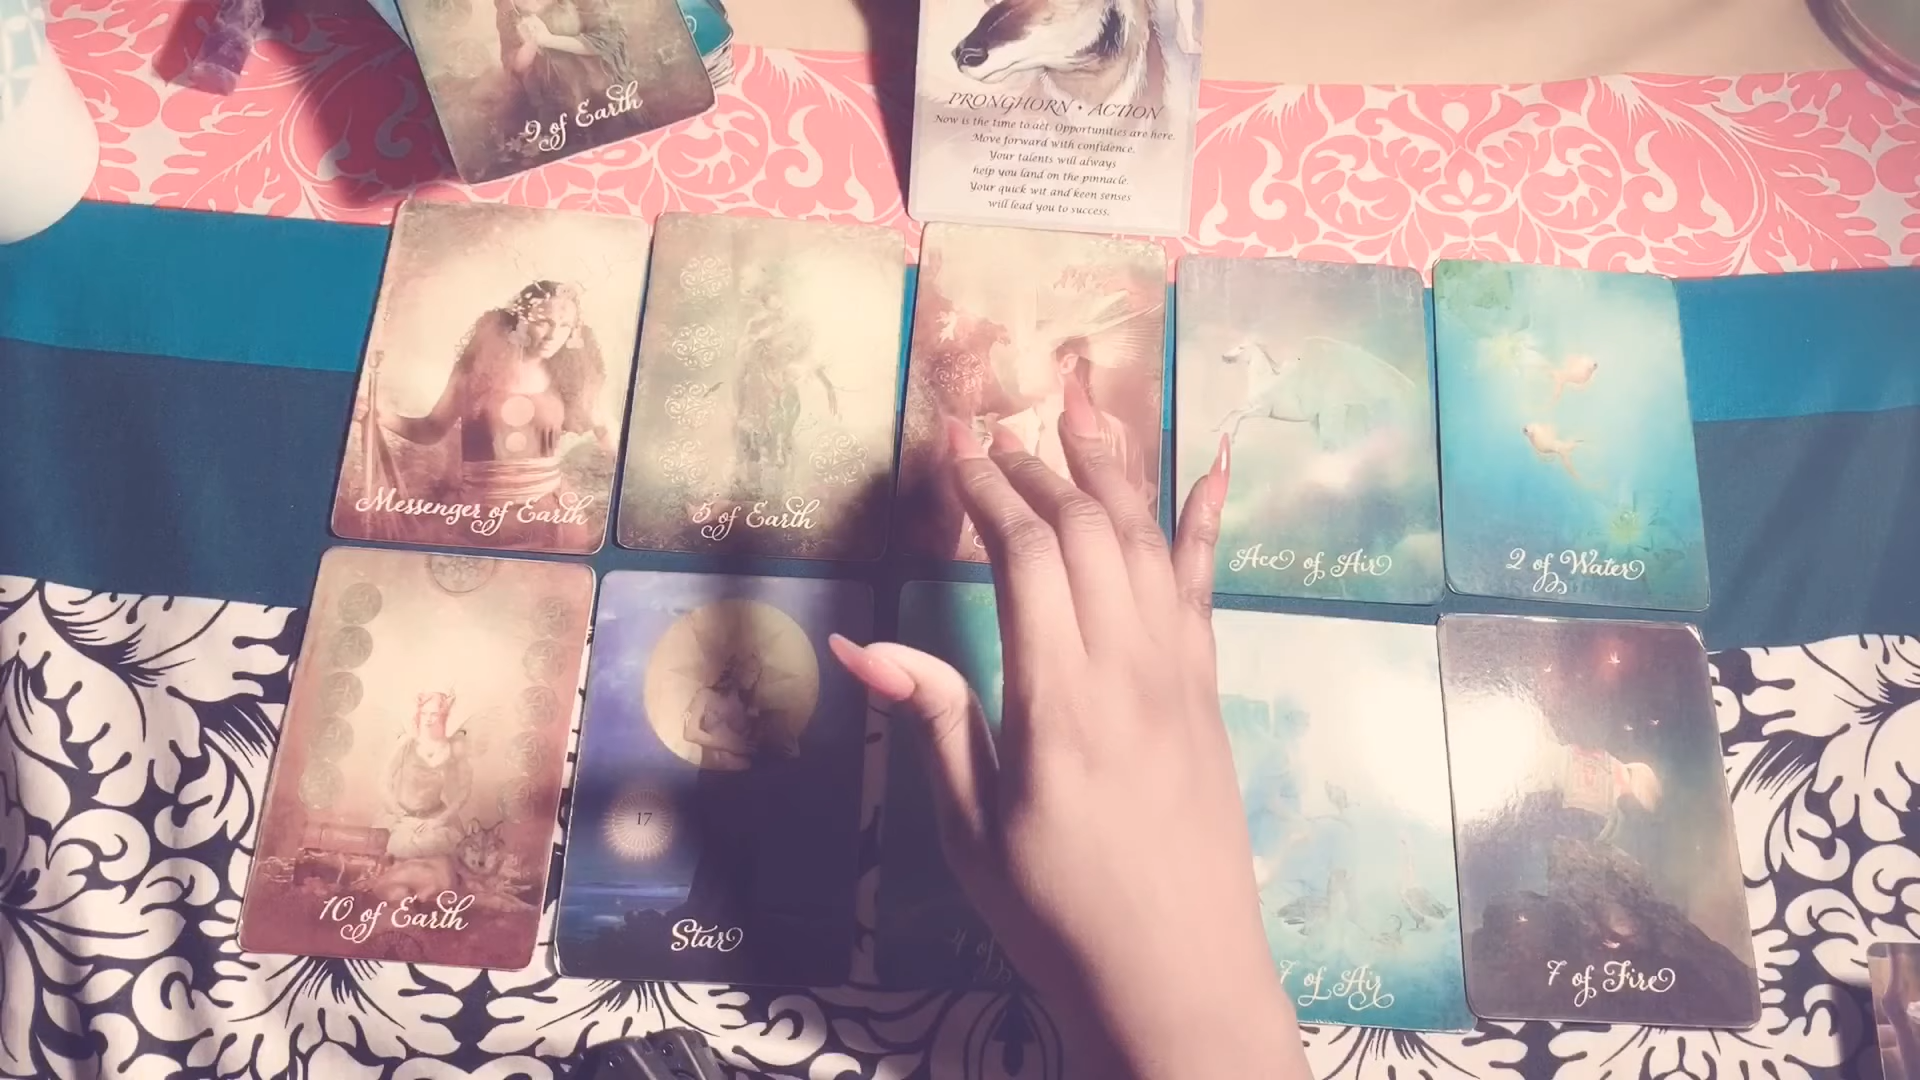 9 of Earth
PRONGHORN • ACTION
Now is the time to act. Opportunities are here.
Move forward with confidence.
Your talents will always
help you land on the pinnacle.
Your quick wit and keen senses
will lead you to success.
Messenger of Earth
5 of Earth
Ace of Air
2 of Water
10 of Earth
17
Star
4 of
7 of Air
7 of Fire